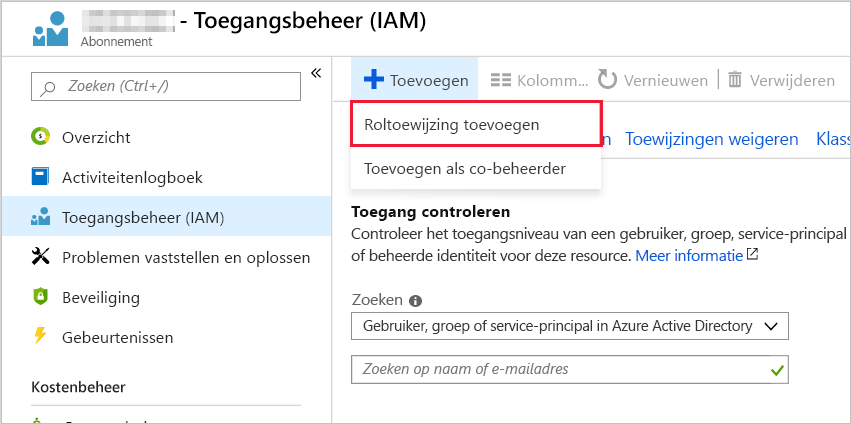 - Toegangsbeheer (IAM)
Abonnement
Zoeken (Ctrl+/)
«
Overzicht
Activiteitenlogboek
Toegangsbeheer (IAM)
Problemen vaststellen en oplossen
Beveiliging
Gebeurtenissen
Kostenbeheer
Toevoegen Kolomm... Vernieuwen Verwijderen
Roltoewijzing toevoegen
Toevoegen als co-beheerder
Toewijzingen weigeren Klass
Toegang controleren
Controleer het toegangsniveau van een gebruiker, groep, service-principal
of beheerde identiteit voor deze resource. Meer informatie
Zoeken
Gebruiker, groep of service-principal in Azure Active Directory
Zoeken op naam of e-mailadres